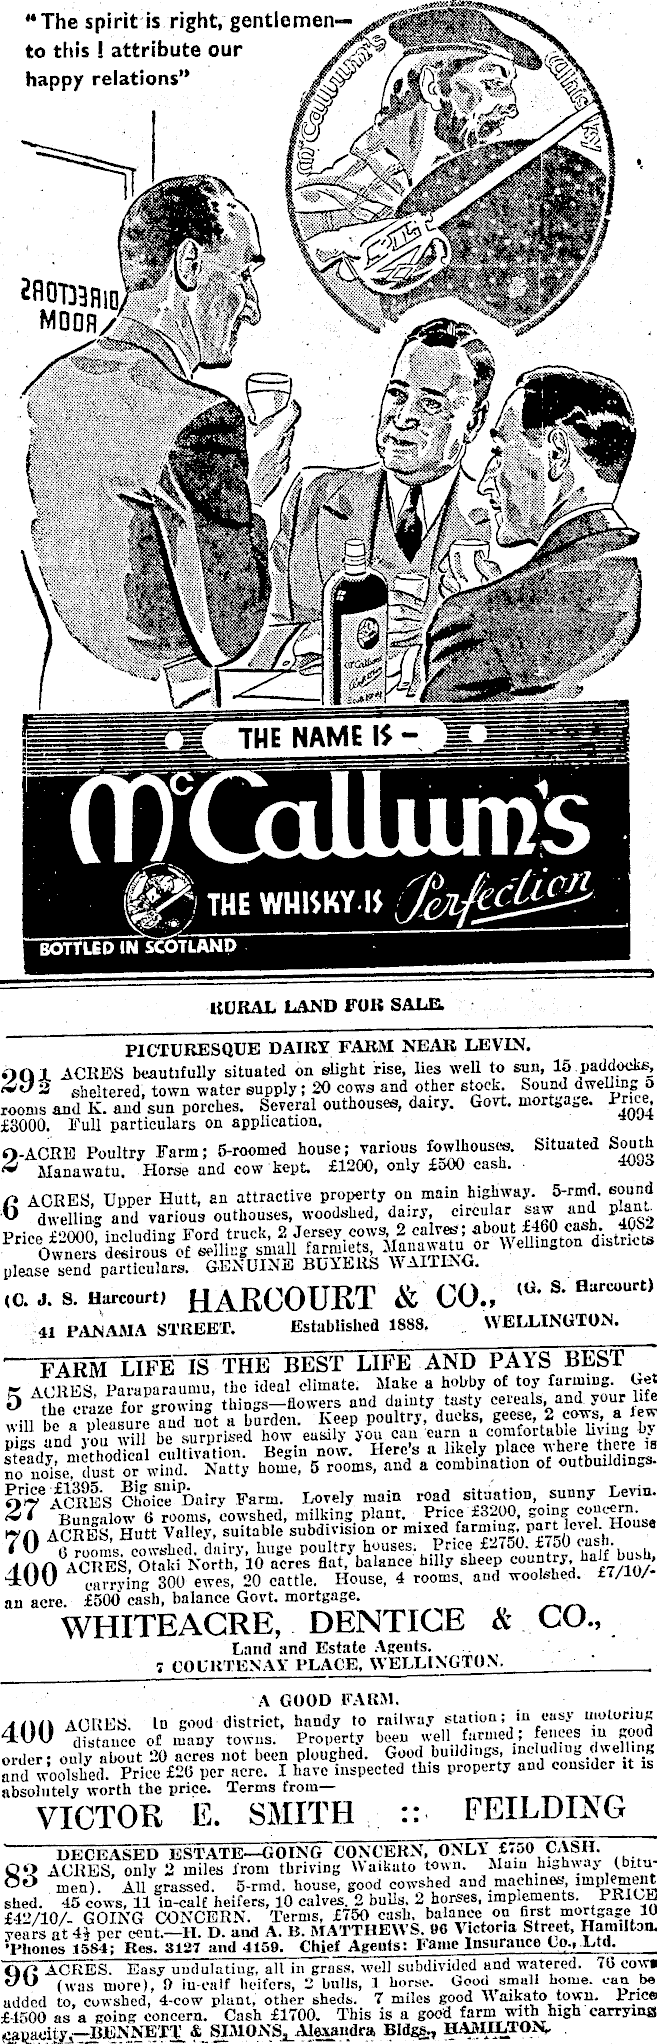 "The spirit is right, gentlemen—
to this I attribute our
happy relations"
McCallum's Whisky
DIRECTORS
ROOM
McCallum's
THE NAME IS –
McCallum's
THE WHISKY IS Perfection
BOTTLED IN SCOTLAND
RURAL LAND FOR SALE.
PICTURESQUE DAIRY FARM NEAR LEVIN.
29½ ACRES beautifully situated on slight rise, lies well to sun, 15 paddocks,
sheltered, town water supply; 20 cows and other stock. Sound dwelling 5
rooms and K. and sun porches. Several outhouses, dairy. Govt. mortgage. Price,
£3000. Full particulars on application. 4094
2-ACRE Poultry Farm; 5-roomed house; various fowlhouses. Situated South
Manawatu. Horse and cow kept. £1200, only £500 cash. 4093
6 ACRES, Upper Hutt, an attractive property on main highway. 5-rmd. sound
dwelling and various outhouses, woodshed, dairy, circular saw and plant.
Price £2000, including Ford truck, 2 Jersey cows, 2 calves; about £460 cash. 4082
Owners desirous of selling small farmlets, Manawatu or Wellington districts
please send particulars. GENUINE BUYERS WAITING.
(C. J. S. Harcourt) HARCOURT & CO., (G. S. Harcourt)
41 PANAMA STREET. Established 1888. WELLINGTON.
FARM LIFE IS THE BEST LIFE AND PAYS BEST
5 ACRES, Paraparaumu, the ideal climate. Make a hobby of toy farming. Get
the craze for growing things—flowers and dainty tasty cereals, and your life
will be a pleasure and not a burden. Keep poultry, ducks, geese, 2 cows, a few
pigs and you will be surprised how easily you can earn a comfortable living by
steady, methodical cultivation. Begin now. Here's a likely place where there is
no noise, dust or wind. Natty home, 5 rooms, and a combination of outbuildings.
Price £1395. Big snip.
27 ACRES Choice Dairy Farm. Lovely main road situation, sunny Levin.
Bungalow 6 rooms, cowshed, milking plant. Price £3200, going concern.
70 ACRES, Hutt Valley, suitable subdivision or mixed farming, part level. House
6 rooms, cowshed, dairy, huge poultry houses. Price £2750. £750 cash.
400 ACRES, Otaki North, 10 acres flat, balance hilly sheep country, half bush,
carrying 300 ewes, 20 cattle. House, 4 rooms, and woolshed. £7/10/-
an acre. £500 cash, balance Govt. mortgage.
WHITEACRE, DENTICE & CO.,
Land and Estate Agents.
7 COURTENAY PLACE, WELLINGTON.
A GOOD FARM.
400 ACRES. In good district, handy to railway station; in easy motoring
distance of many towns. Property been well farmed; fences in good
order; only about 20 acres not been ploughed. Good buildings, including dwelling
and woolshed. Price £26 per acre. I have inspected this property and consider it is
absolutely worth the price. Terms from—
VICTOR E. SMITH :: FEILDING
DECEASED ESTATE—GOING CONCERN, ONLY £750 CASH.
83 ACRES, only 2 miles from thriving Waikato town. Main highway (bitu-
men). All grassed. 5-rmd. house, good cowshed and machines, implement
shed. 45 cows, 11 in-calf heifers, 10 calves, 2 bulls, 2 horses, implements. PRICE
£42/10/- GOING CONCERN. Terms, £750 cash, balance on first mortgage 10
years at 4½ per cent.—H. D. and A. B. MATTHEWS, 96 Victoria Street, Hamilton.
'Phones 1584; Res. 3127 and 4159. Chief Agents: Fame Insurance Co., Ltd.
96 ACRES. Easy undulating, all in grass, well subdivided and watered. 76 cows
(was more), 9 in-calf heifers, 2 bulls, 1 horse. Good small home, can be
added to, cowshed, 4-cow plant, other sheds. 7 miles good Waikato town. Price
£4500 as a going concern. Cash £1700. This is a good farm with high carrying
capacity.—BENNETT & SIMONS, Alexandra Bldgs., HAMILTON.